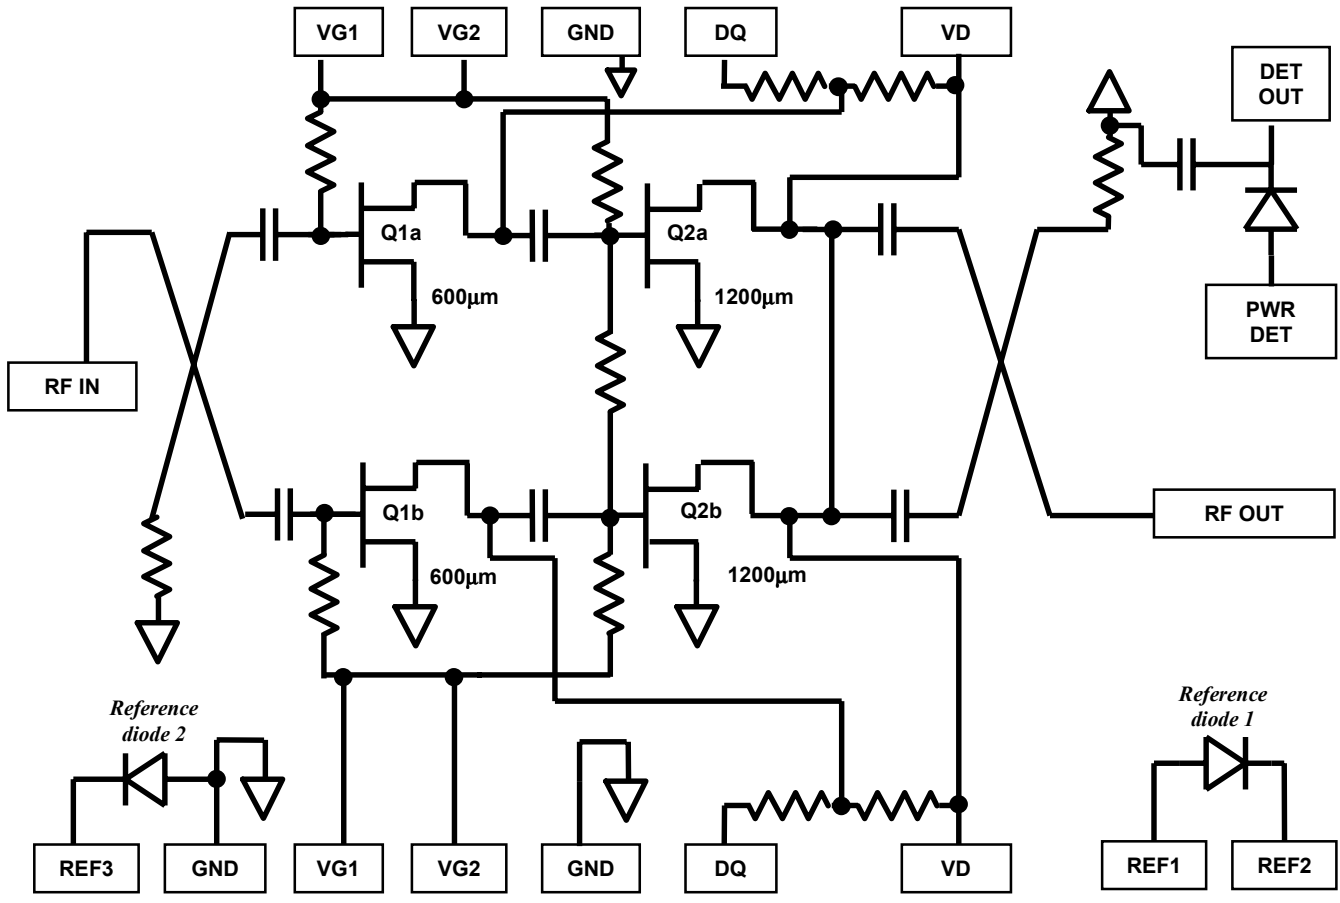 VG1
VG2
GND
DQ
VD
DET
OUT
Q1a
Q2a
600μm
1200μm
PWR
DET
RF IN
Q1b
Q2b
RF OUT
600μm
1200μm
Reference
diode 2
Reference
diode 1
REF3
GND
VG1
VG2
GND
DQ
VD
REF1
REF2